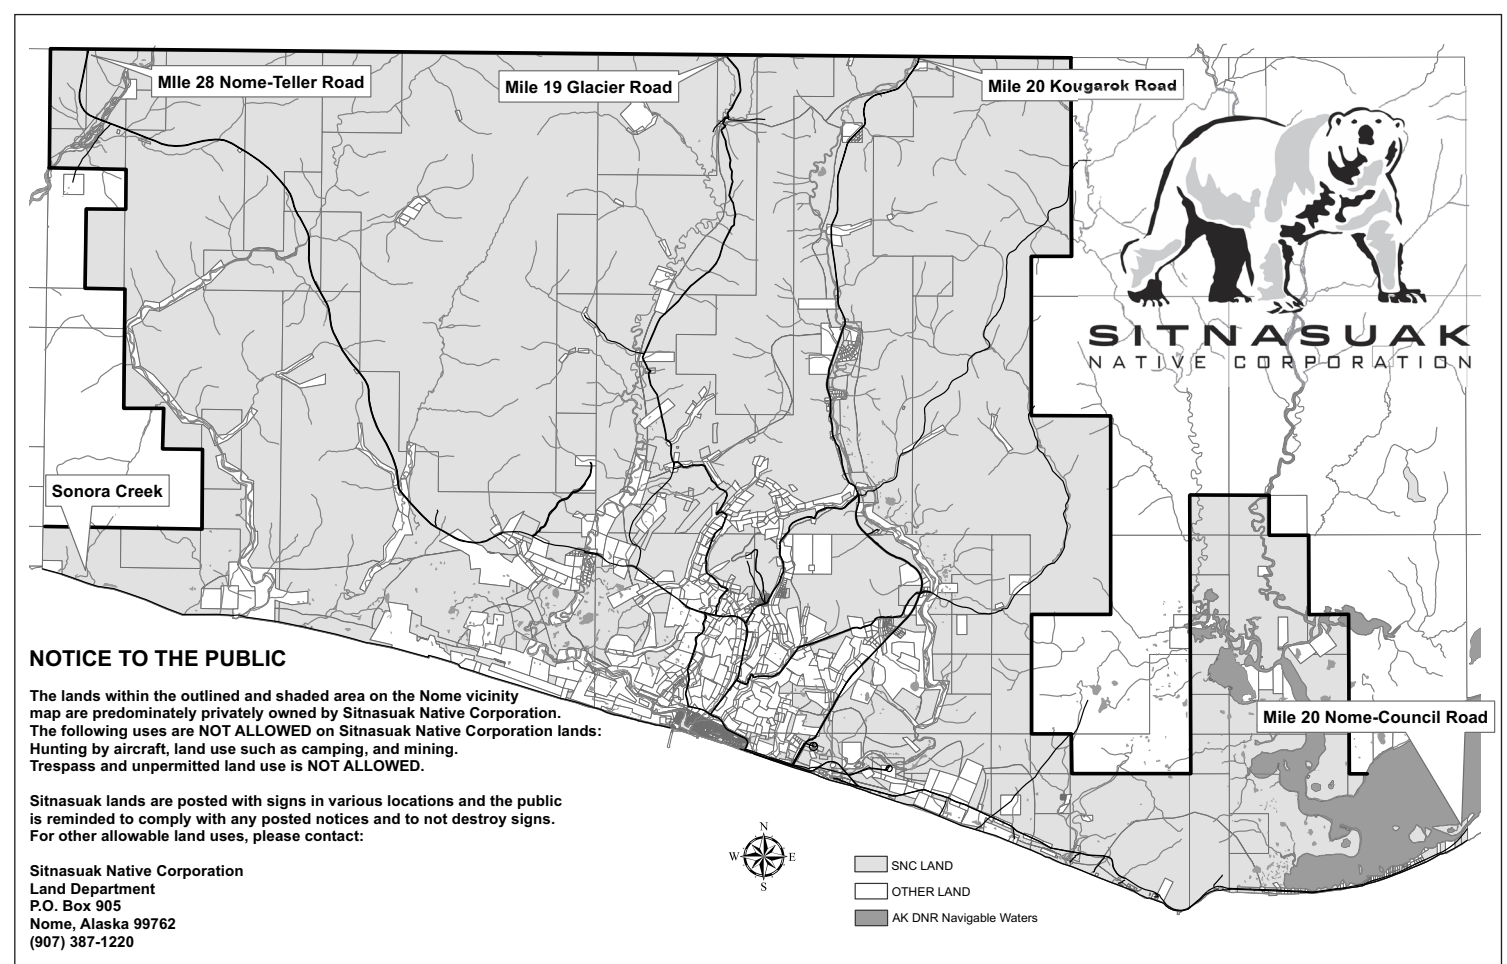 MIle 28 Nome-Teller Road
Mile 19 Glacier Road
Mile 20 Kougarok Road
SITNASUAK
NATIVE CORPORATION
Sonora Creek
NOTICE TO THE PUBLIC
The lands within the outlined and shaded area on the Nome vicinity
map are predominately privately owned by Sitnasuak Native Corporation.
The following uses are NOT ALLOWED on Sitnasuak Native Corporation lands:
Hunting by aircraft, land use such as camping, and mining.
Trespass and unpermitted land use is NOT ALLOWED.
Sitnasuak lands are posted with signs in various locations and the public
is reminded to comply with any posted notices and to not destroy signs.
For other allowable land uses, please contact:
Sitnasuak Native Corporation
Land Department
P.O. Box 905
Nome, Alaska 99762
(907) 387-1220
Mile 20 Nome-Council Road
N
W
E
S
SNC LAND
OTHER LAND
AK DNR Navigable Waters